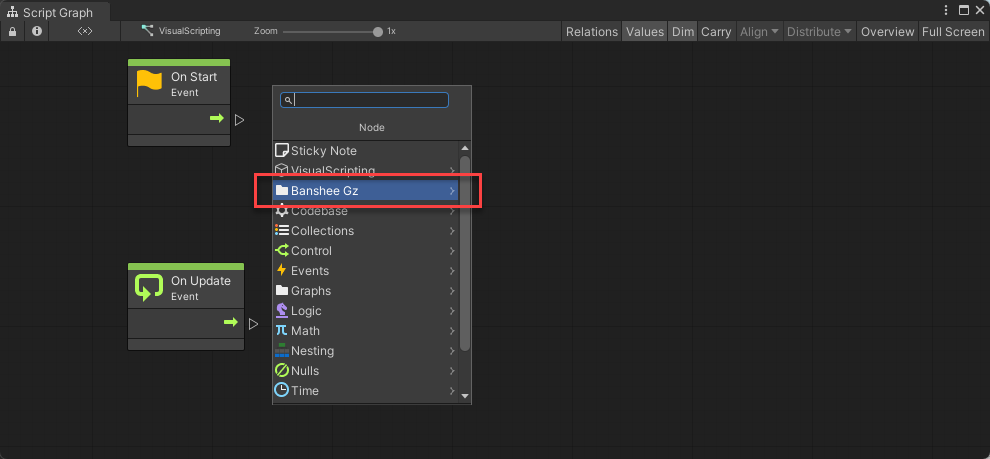 Script Graph
<x> VisualScripting Zoom 1x Relations Values Dim Carry Align Distribute Overview Full Screen
On Start
Event
Node
Sticky Note
VisualScripting
Banshee Gz
Codebase
Collections
Control
Events
Graphs
Logic
Math
Nesting
Nulls
Time
On Update
Event